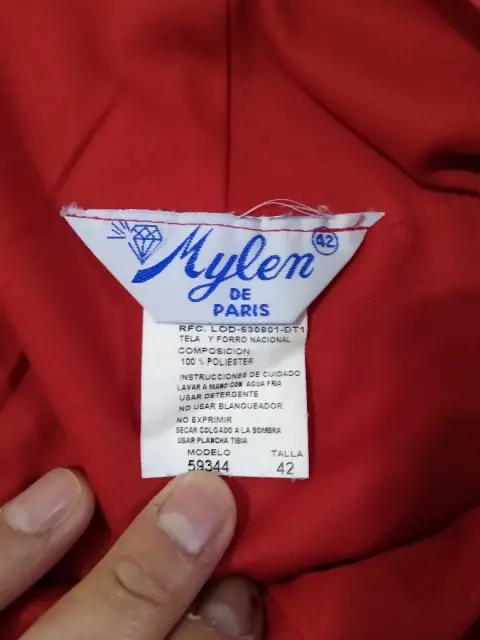 Mylen 42
DE
PARIS
RFC. LOD-530801-DT1
TELA Y FORRO NACIONAL
COMPOSICION:
100 % POLIESTER
INSTRUCCIONES DE CUIDADO
LAVAR A MANO CON AGUA FRIA
USAR DETERGENTE
NO USAR BLANQUEADOR
NO EXPRIMIR
SECAR COLGADO A LA SOMBRA
USAR PLANCHA TIBIA
MODELO TALLA
59344 42